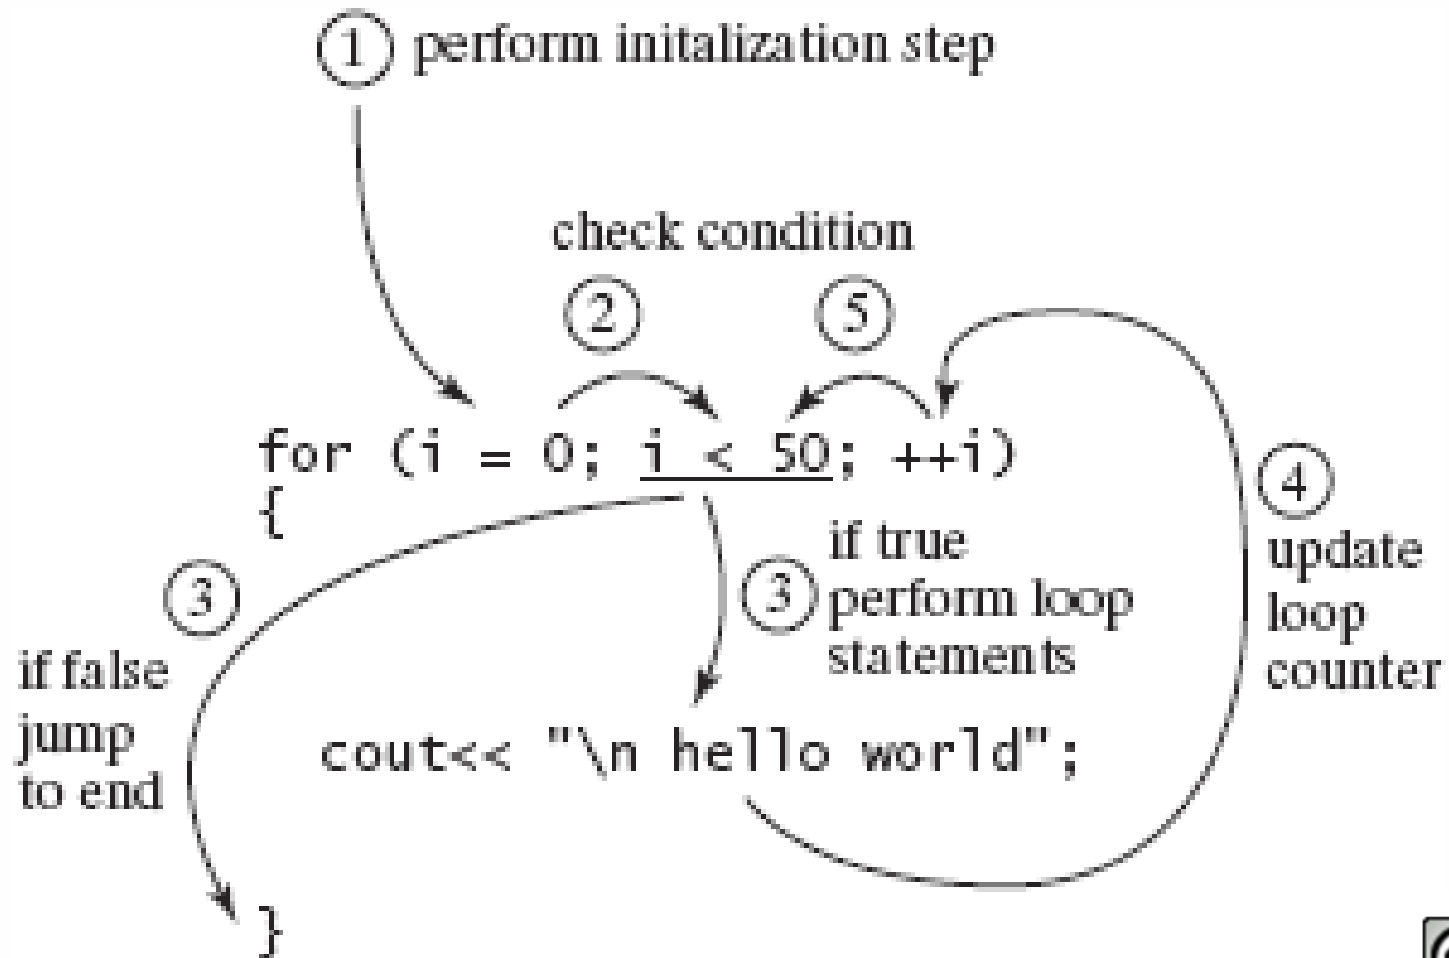 ① perform initalization step
check condition
② ⑤
for (i = 0; i < 50; ++i)
{
③
if false
jump
to end
③
if true
perform loop
statements
④
update
loop
counter
cout<< "\n hello world";
}